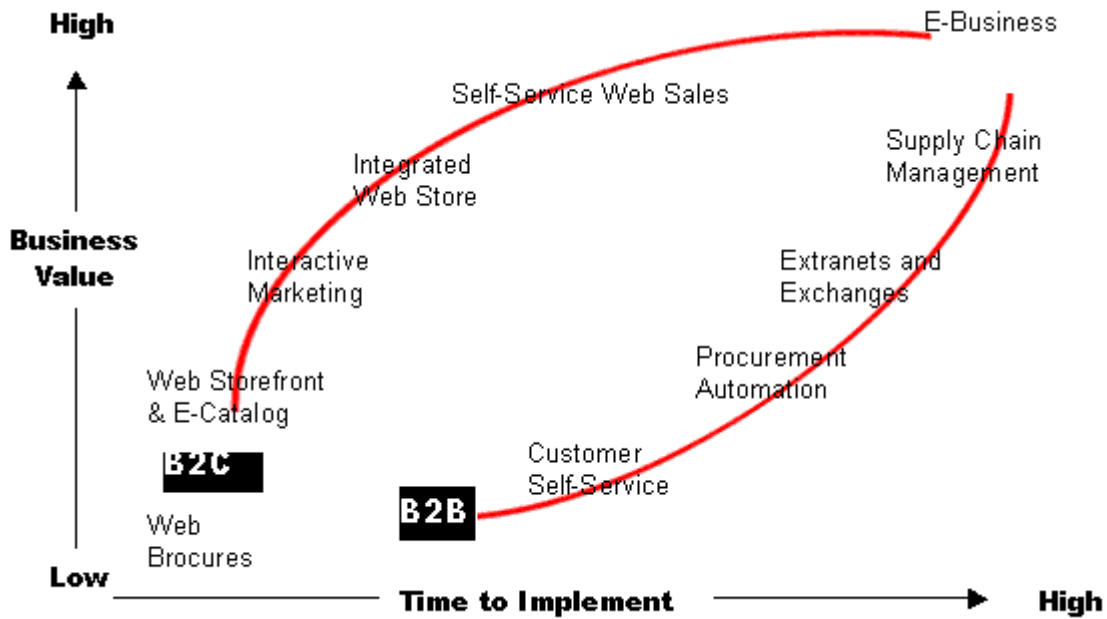 High
E-Business
Self-Service Web Sales
Supply Chain
Management
Integrated
Web Store
Business
Value
Interactive
Marketing
Extranets and
Exchanges
Procurement
Automation
Web Storefront
& E-Catalog
B2C
Customer
Self-Service
B2B
Web
Brocures
Low
Time to Implement
High